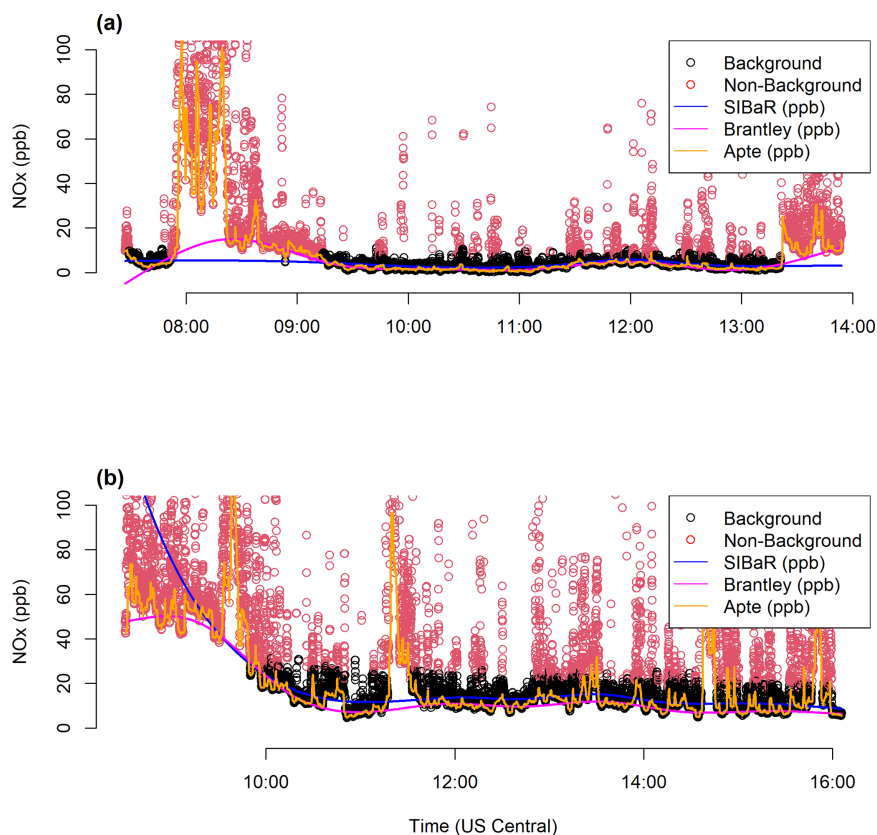 (a)
NOx (ppb)
100
80
60
40
20
0
Background
Non-Background
SIBaR (ppb)
Brantley (ppb)
Apte (ppb)
08:00 09:00 10:00 11:00 12:00 13:00 14:00
(b)
NOx (ppb)
100
80
60
40
20
0
Background
Non-Background
SIBaR (ppb)
Brantley (ppb)
Apte (ppb)
10:00 12:00 14:00 16:00
Time (US Central)